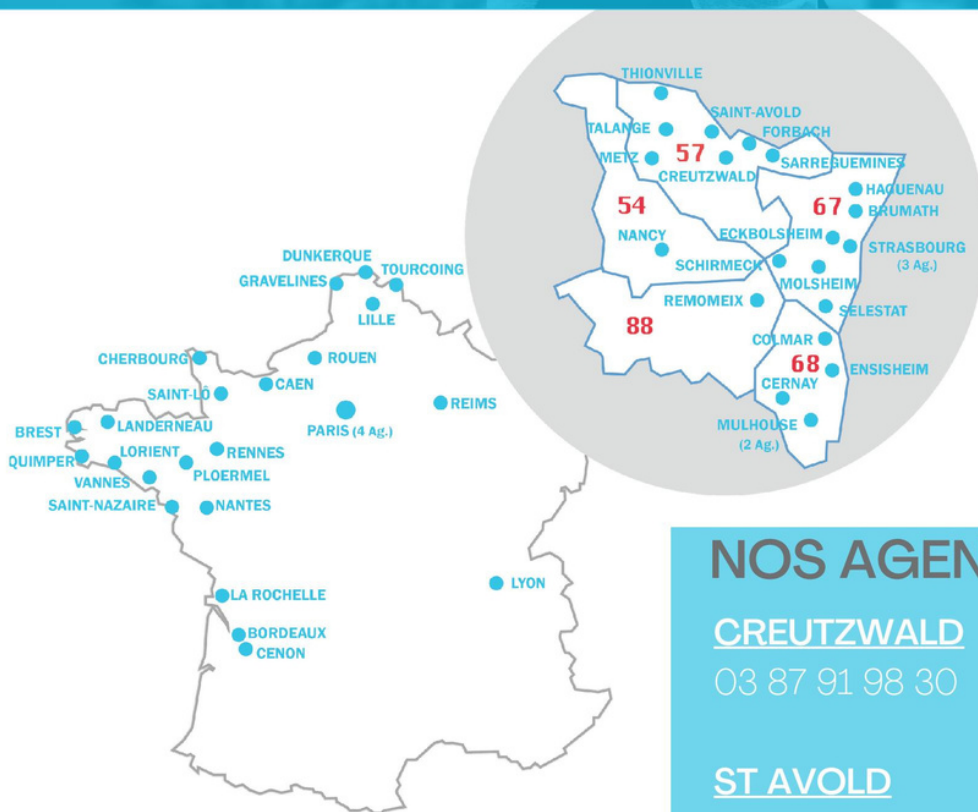 THIONVILLE
SAINT-AVOLD
TALANGE
FORBACH
57
METZ
SARREGUEMINES
CREUTZWALD
HAGUENAU
54
67
BRUMATH
NANCY
ECKBOLSHEIM
STRASBOURG
(3 Ag.)
SCHIRMECK
MOLSHEIM
REMOMEIX
SELESTAT
88
COLMAR
68
ENSISHEIM
CERNAY
MULHOUSE
(2 Ag.)
DUNKERQUE
GRAVELINES
TOURCOING
LILLE
CHERBOURG
ROUEN
CAEN
SAINT-LÔ
REIMS
PARIS (4 Ag.)
BREST
LANDERNEAU
RENNES
QUIMPER
LORIENT
PLOERMEL
VANNES
SAINT-NAZAIRE
NANTES
LYON
LA ROCHELLE
BORDEAUX
CENON
NOS AGEN
CREUTZWALD
03 87 91 98 30
ST AVOLD